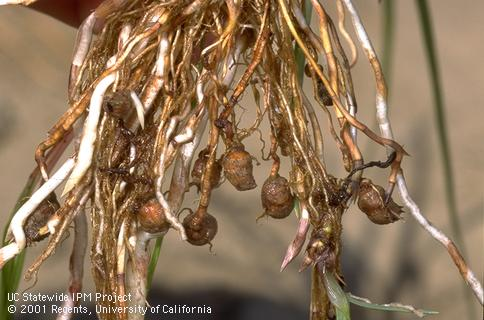 UC Statewide IPM Project
© 2001 Regents, University of California